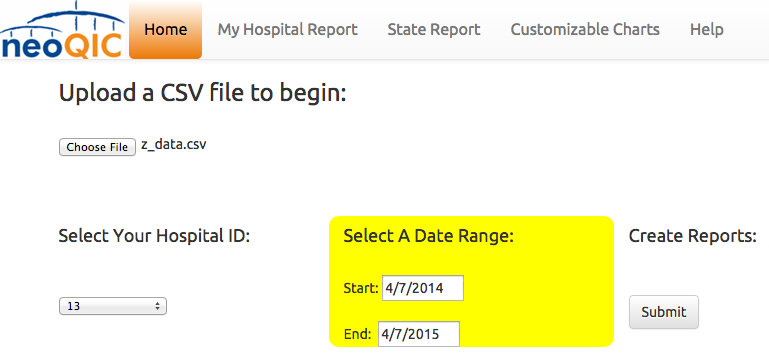 neoQIC
Home My Hospital Report State Report Customizable Charts Help
Upload a CSV file to begin:
Choose File z_data.csv
Select Your Hospital ID: Select A Date Range: Create Reports:
Start: 4/7/2014
13 Submit
End: 4/7/2015